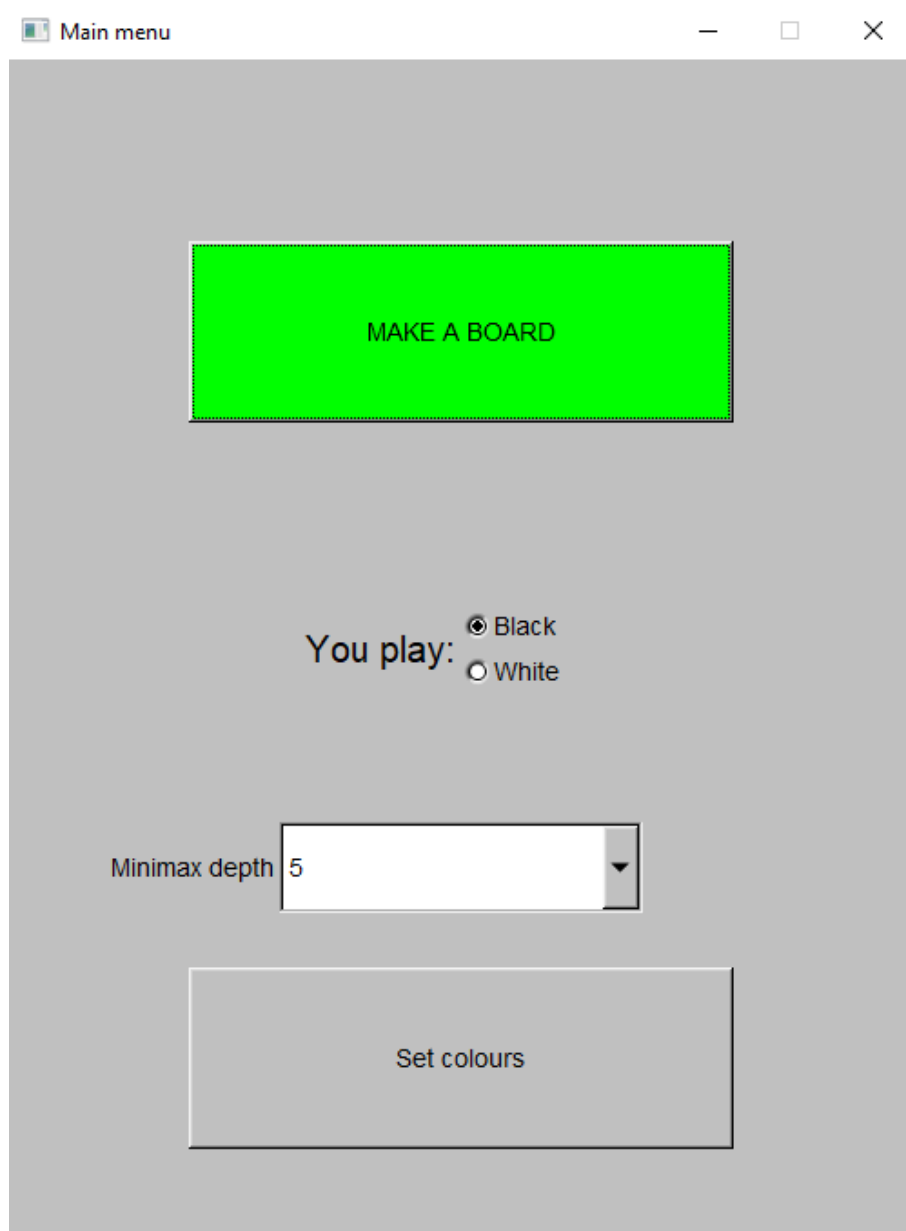 Main menu
MAKE A BOARD
You play:
Black
White
Minimax depth 5
Set colours